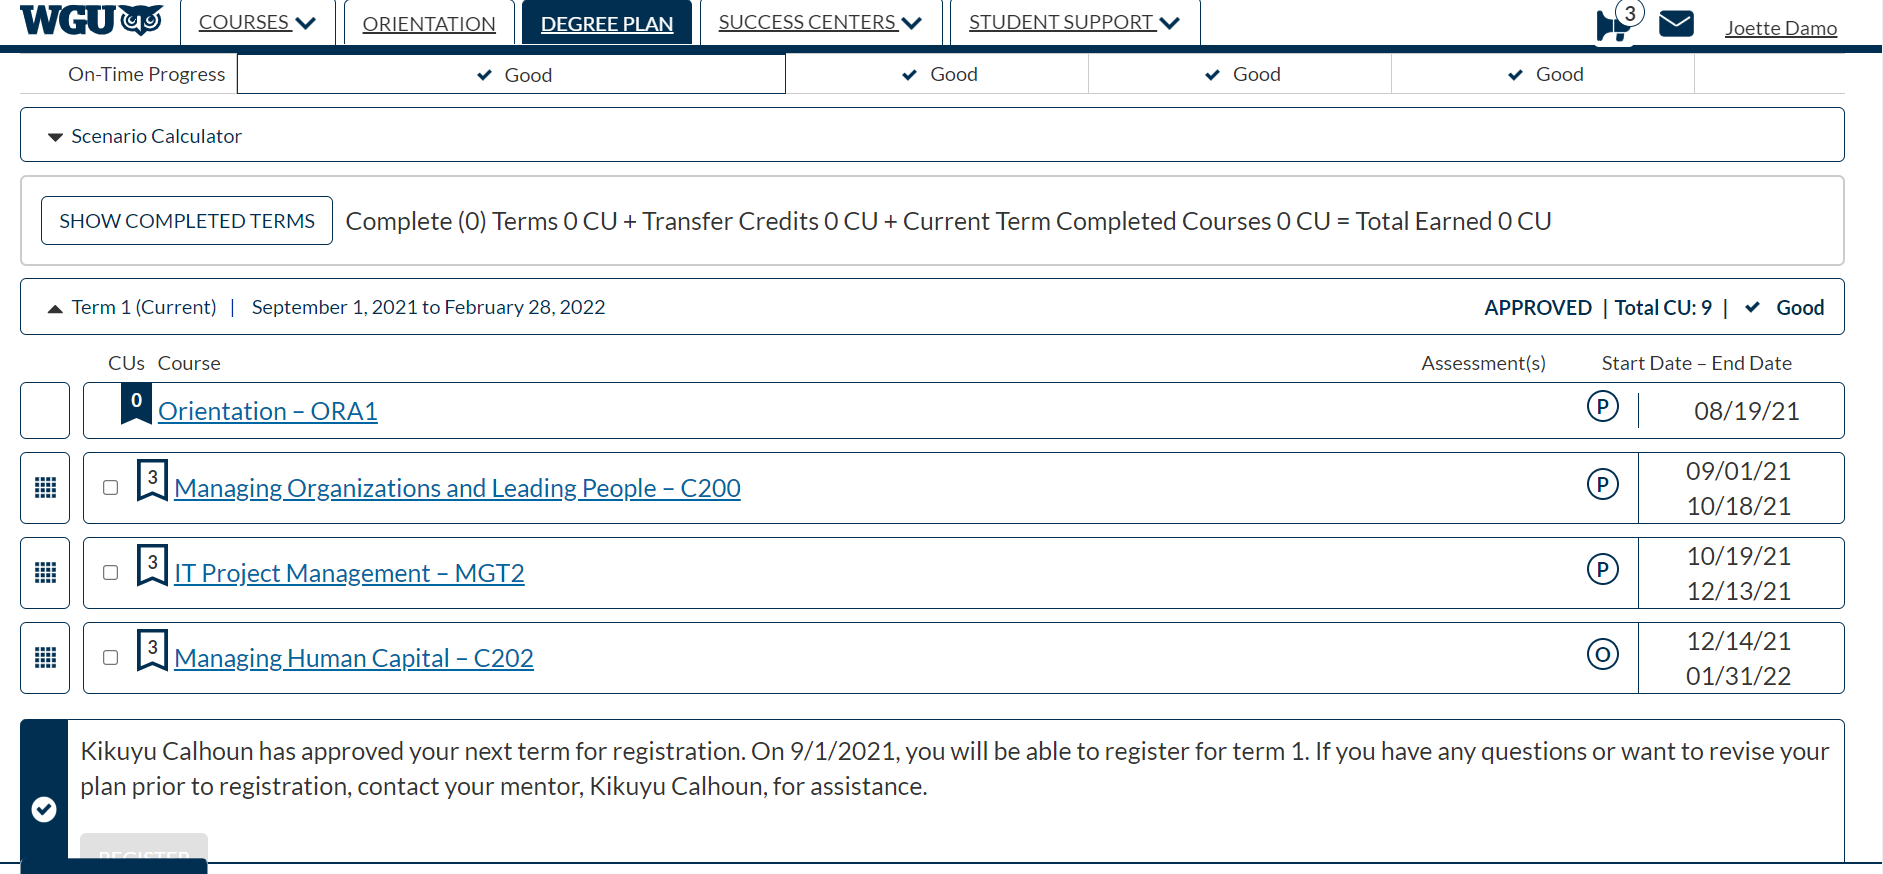 WGU COURSES ORIENTATION DEGREE PLAN SUCCESS CENTERS STUDENT SUPPORT 3 Joette Damo
On-Time Progress Good Good Good Good
Scenario Calculator
SHOW COMPLETED TERMS Complete (0) Terms 0 CU + Transfer Credits 0 CU + Current Term Completed Courses 0 CU = Total Earned 0 CU
Term 1 (Current) | September 1, 2021 to February 28, 2022 APPROVED | Total CU: 9 | Good
CUs Course Assessment(s) Start Date – End Date
0 Orientation – ORA1 P 08/19/21
3 Managing Organizations and Leading People – C200 P 09/01/21
10/18/21
3 IT Project Management – MGT2 P 10/19/21
12/13/21
3 Managing Human Capital – C202 O 12/14/21
01/31/22
Kikuyu Calhoun has approved your next term for registration. On 9/1/2021, you will be able to register for term 1. If you have any questions or want to revise your
plan prior to registration, contact your mentor, Kikuyu Calhoun, for assistance.
REGISTER